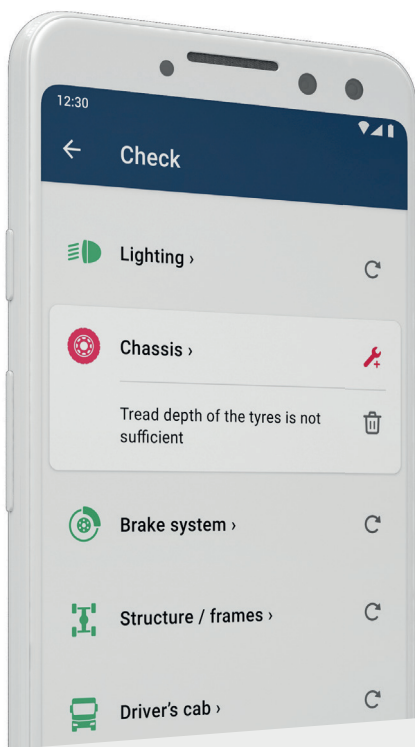 12:30
Check
Lighting ›
Chassis ›
Tread depth of the tyres is not
sufficient
Brake system ›
Structure / frames ›
Driver's cab ›